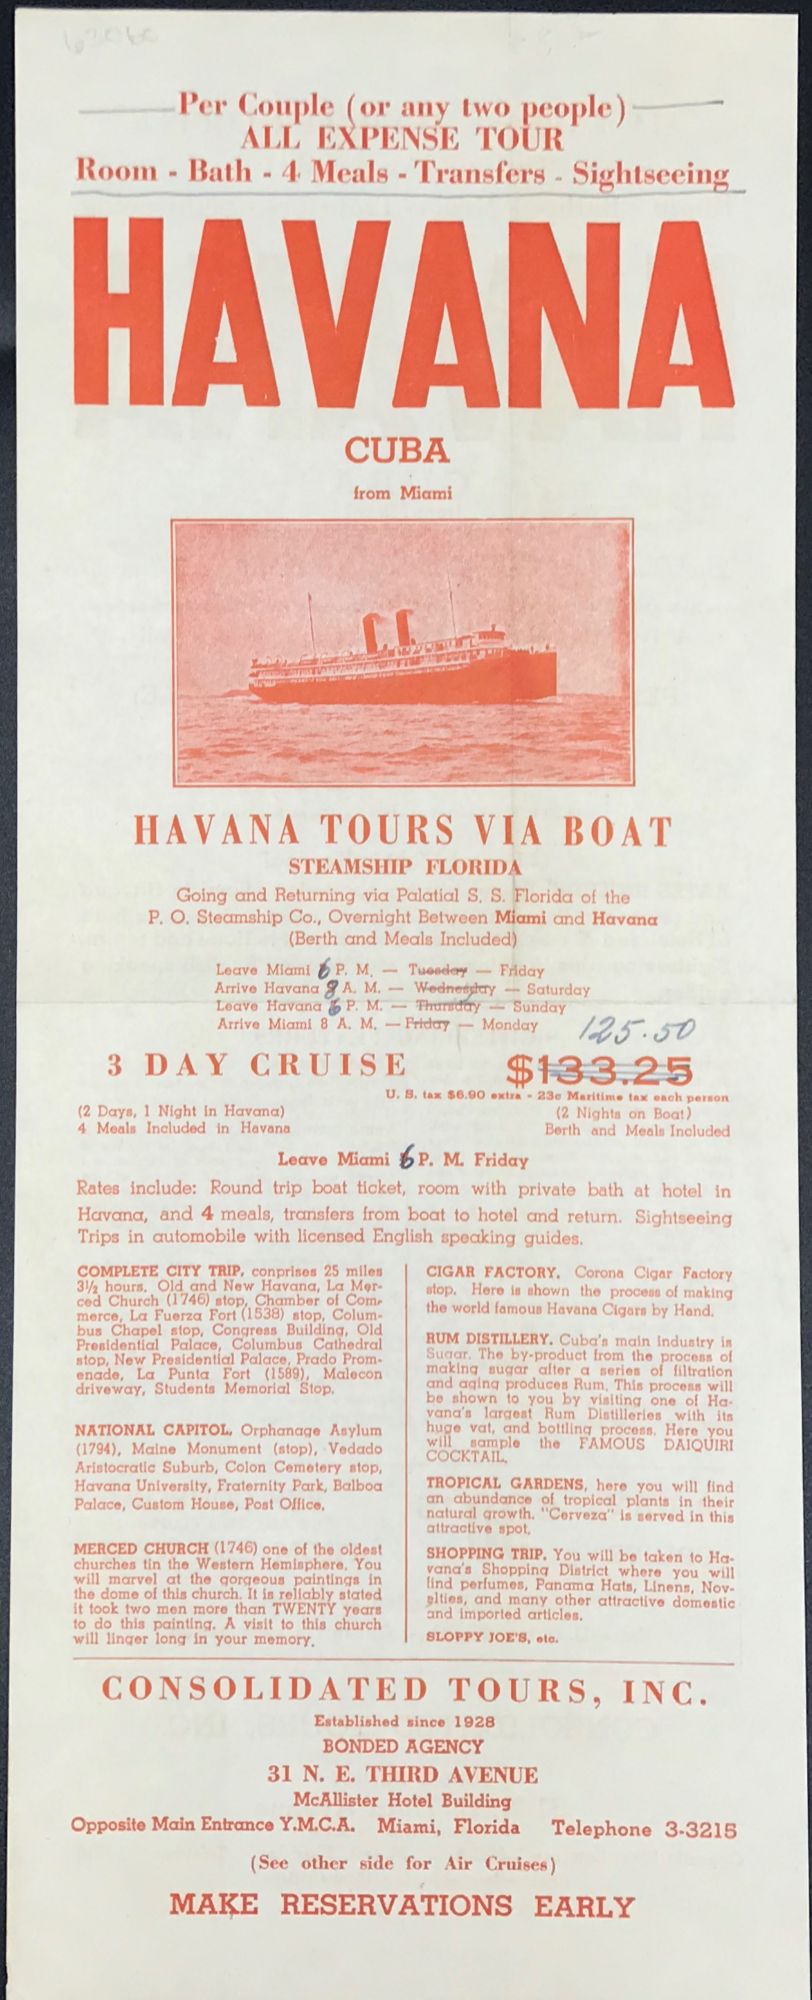 Per Couple (or any two people)
ALL EXPENSE TOUR
Room - Bath - 4 Meals - Transfers - Sightseeing
HAVANA
CUBA
from Miami
HAVANA TOURS VIA BOAT
STEAMSHIP FLORIDA
Going and Returning via Palatial S. S. Florida of the
P. O. Steamship Co., Overnight Between Miami and Havana
(Berth and Meals Included)
Leave Miami 6 P. M. — Tuesday — Friday
Arrive Havana 8 A. M. — Wednesday — Saturday
Leave Havana 6 P. M. — Thursday — Sunday
Arrive Miami 8 A. M. — Friday — Monday
125.50
3 DAY CRUISE $133.25
U. S. tax $6.90 extra - 23c Maritime tax each person
(2 Days, 1 Night in Havana) (2 Nights on Boat)
4 Meals Included in Havana Berth and Meals Included
Leave Miami 6 P. M. Friday
Rates include: Round trip boat ticket, room with private bath at hotel in
Havana, and 4 meals, transfers from boat to hotel and return. Sightseeing
Trips in automobile with licensed English speaking guides.
COMPLETE CITY TRIP, conprises 25 miles
3½ hours. Old and New Havana, La Mer-
ced Church (1746) stop, Chamber of Com-
merce, La Fuerza Fort (1538) stop, Colum-
bus Chapel stop, Congress Building, Old
Presidential Palace, Columbus Cathedral
stop, New Presidential Palace, Prado Prom-
enade, La Punta Fort (1589), Malecon
driveway, Students Memorial Stop.
NATIONAL CAPITOL, Orphanage Asylum
(1794), Maine Monument (stop), Vedado
Aristocratic Suburb, Colon Cemetery stop,
Havana University, Fraternity Park, Balboa
Palace, Custom House, Post Office.
MERCED CHURCH (1746) one of the oldest
churches tin the Western Hemisphere. You
will marvel at the gorgeous paintings in
the dome of this church. It is reliably stated
it took two men more than TWENTY years
to do this painting. A visit to this church
will linger long in your memory.
CIGAR FACTORY. Corona Cigar Factory
stop. Here is shown the process of making
the world famous Havana Cigars by Hand.
RUM DISTILLERY. Cuba's main industry is
Sugar. The by-product from the process of
making sugar after a series of filtration
and aging produces Rum. This process will
be shown to you by visiting one of Ha-
vana's largest Rum Distilleries with its
huge vat, and bottling process. Here you
will sample the FAMOUS DAIQUIRI
COCKTAIL.
TROPICAL GARDENS, here you will find
an abundance of tropical plants in their
natural growth. "Cerveza" is served in this
attractive spot.
SHOPPING TRIP. You will be taken to Ha-
vana's Shopping District where you will
find perfumes, Panama Hats, Linens, Nov-
elties, and many other attractive domestic
and imported articles.
SLOPPY JOE'S, etc.
CONSOLIDATED TOURS, INC.
Established since 1928
BONDED AGENCY
31 N. E. THIRD AVENUE
McAllister Hotel Building
Opposite Main Entrance Y.M.C.A. Miami, Florida Telephone 3-3215
(See other side for Air Cruises)
MAKE RESERVATIONS EARLY